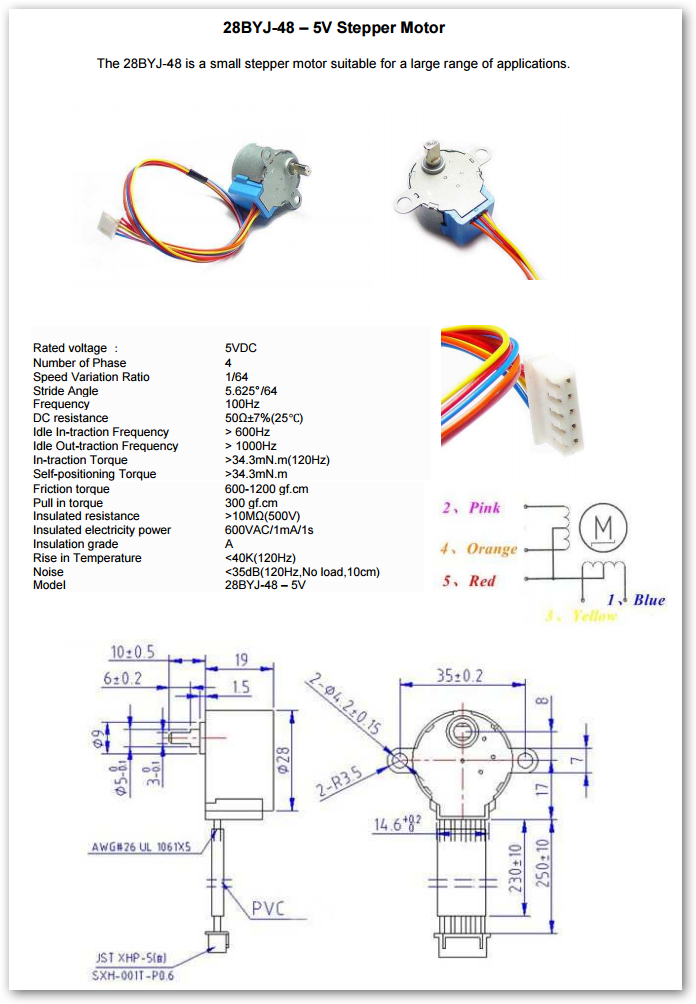 28BYJ-48 – 5V Stepper Motor
The 28BYJ-48 is a small stepper motor suitable for a large range of applications.
Rated voltage : 5VDC
Number of Phase 4
Speed Variation Ratio 1/64
Stride Angle 5.625°/64
Frequency 100Hz
DC resistance 50Ω±7%(25℃)
Idle In-traction Frequency > 600Hz
Idle Out-traction Frequency > 1000Hz
In-traction Torque >34.3mN.m(120Hz)
Self-positioning Torque >34.3mN.m
Friction torque 600-1200 gf.cm
Pull in torque 300 gf.cm
Insulated resistance >10MΩ(500V)
Insulated electricity power 600VAC/1mA/1s
Insulation grade A
Rise in Temperature <40K(120Hz)
Noise <35dB(120Hz,No load,10cm)
Model 28BYJ-48 – 5V
2、Pink
4、Orange
5、Red
M
1、Blue
3、Yellow
10±0.5
19
6±0.2
1.5
Φ9
Φ5-0.1 0
3-0.1 0
Φ28
AWG#26 UL 1061X5
PVC
JST XHP-5(B)
SXH-001T-P0.6
35±0.2
2-Φ4.2±0.15
2-R3.5
8
7
17
14.6+0.2 0
230±10
250±10